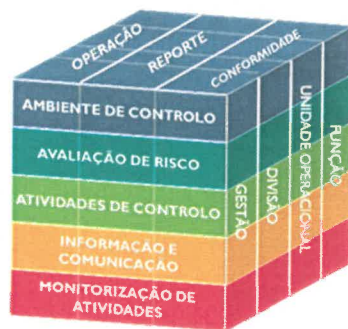 OPERAÇÃO
REPORTE
CONFORMIDADE
AMBIENTE DE CONTROLO
AVALIAÇÃO DE RISCO
ATIVIDADES DE CONTROLO
INFORMAÇÃO E
COMUNICAÇÃO
MONITORIZAÇÃO DE
ATIVIDADES
GESTÃO
DIVISÃO
UNIDADE OPERACIONAL
FUNÇÃO